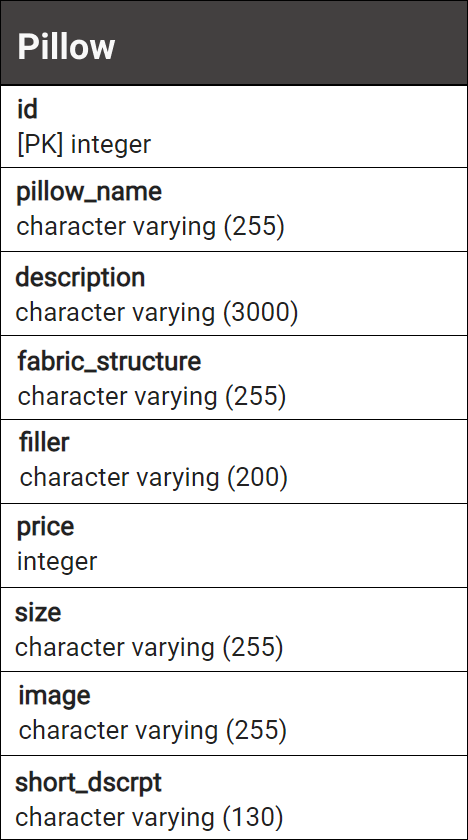 Pillow
id
[PK] integer
pillow_name
character varying (255)
description
character varying (3000)
fabric_structure
character varying (255)
filler
character varying (200)
price
integer
size
character varying (255)
image
character varying (255)
short_dscrpt
character varying (130)